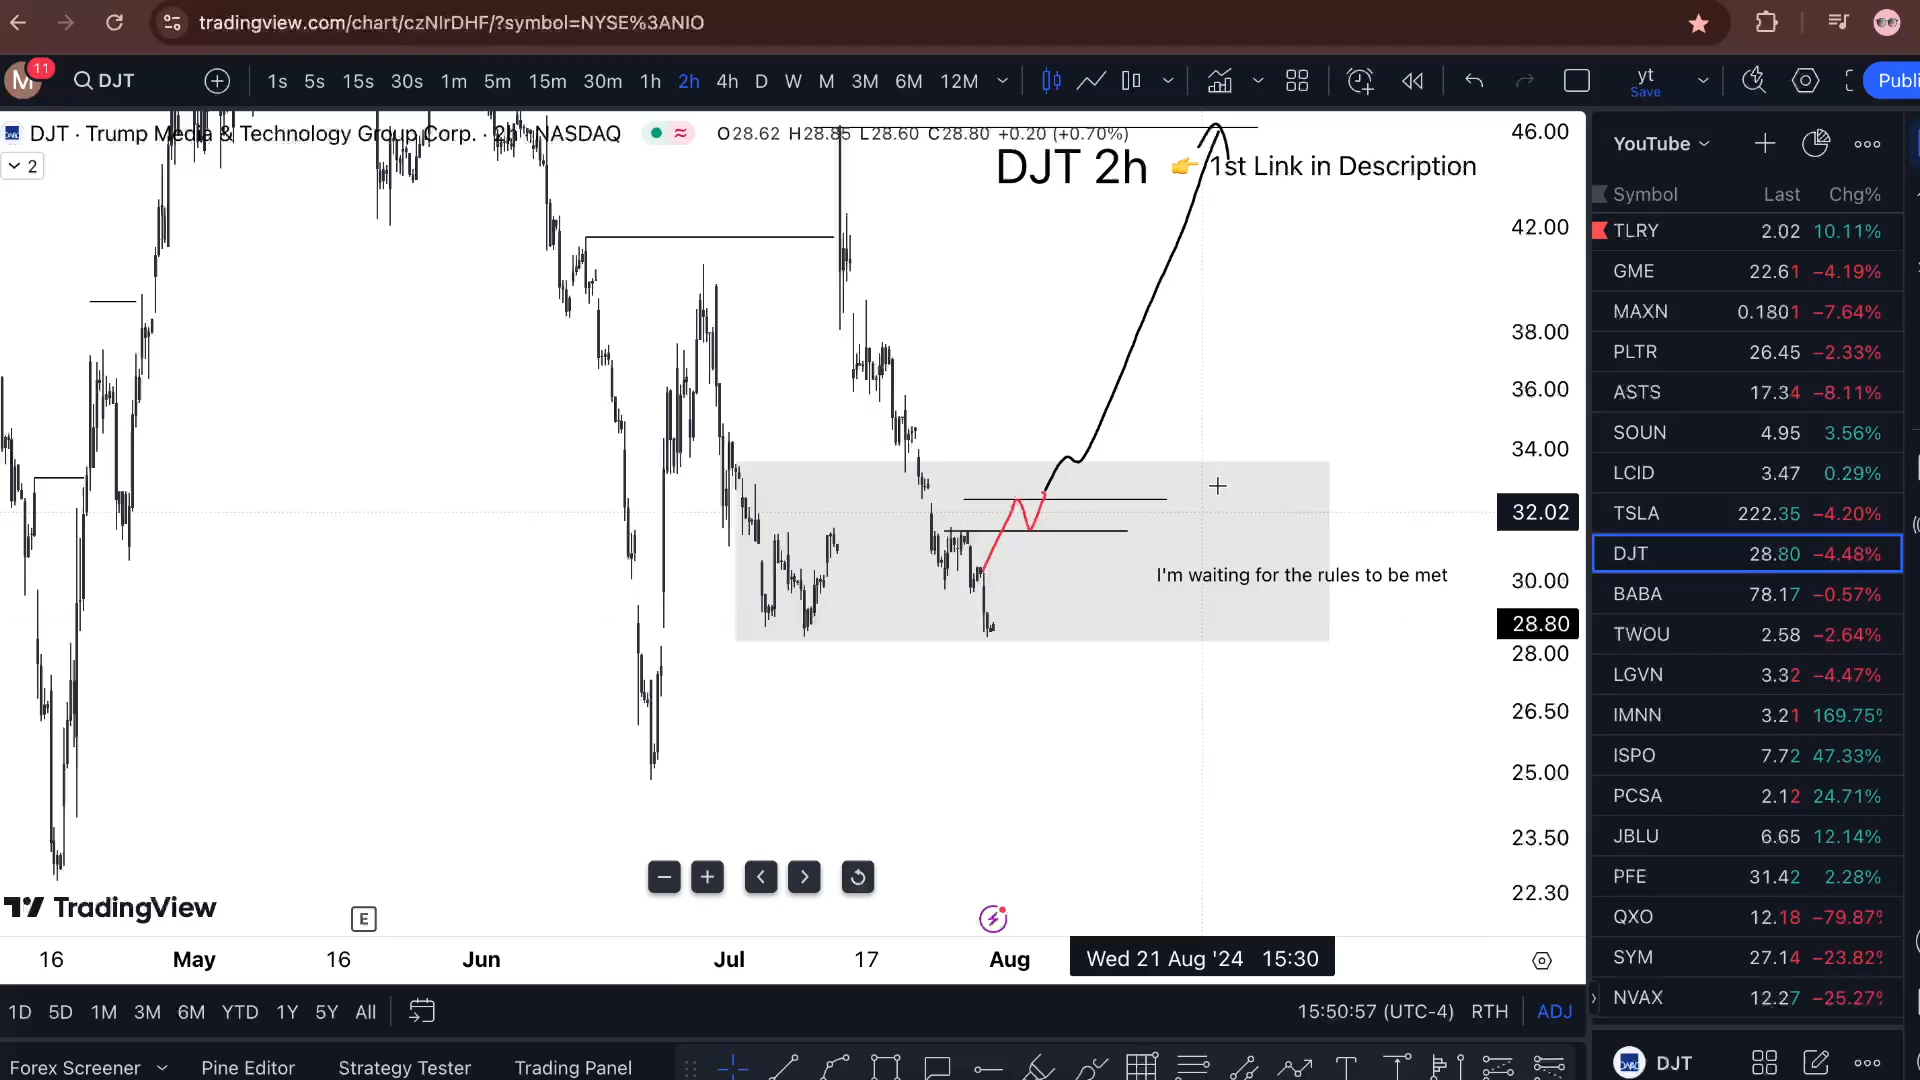 tradingview.com/chart/czNlrDHF/?symbol=NYSE%3ANIO
M 11 DJT 1s 5s 15s 30s 1m 5m 15m 30m 1h 2h 4h D W M 3M 6M 12M yt Save Publi
DJT · Trump Media & Technology Group Corp. · 2h · NASDAQ O28.62 H28.85 L28.60 C28.80 +0.20 (+0.70%)
2
DJT 2h 👉 1st Link in Description
I'm waiting for the rules to be met
46.00
42.00
38.00
36.00
34.00
32.02
30.00
28.80
28.00
26.50
25.00
23.50
22.30
TradingView
E
16 May 16 Jun Jul 17 Aug Wed 21 Aug '24 15:30
1D 5D 1M 3M 6M YTD 1Y 5Y All 15:50:57 (UTC-4) RTH ADJ
Forex Screener Pine Editor Strategy Tester Trading Panel
YouTube
Symbol Last Chg%
TLRY 2.02 10.11%
GME 22.61 −4.19%
MAXN 0.1801 −7.64%
PLTR 26.45 −2.33%
ASTS 17.34 −8.11%
SOUN 4.95 3.56%
LCID 3.47 0.29%
TSLA 222.35 −4.20%
DJT 28.80 −4.48%
BABA 78.17 −0.57%
TWOU 2.58 −2.64%
LGVN 3.32 −4.47%
IMNN 3.21 169.75%
ISPO 7.72 47.33%
PCSA 2.12 24.71%
JBLU 6.65 12.14%
PFE 31.42 2.28%
QXO 12.18 −79.87%
SYM 27.14 −23.82%
NVAX 12.27 −25.27%
DJT